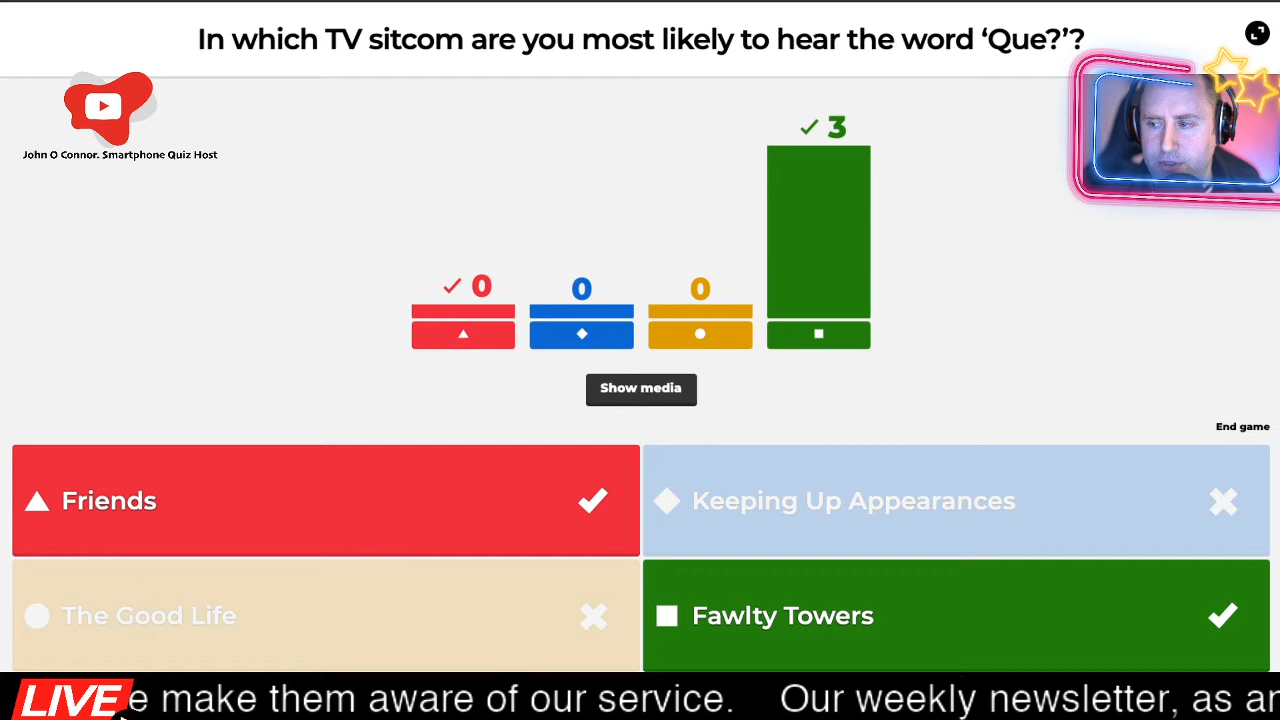 In which TV sitcom are you most likely to hear the word ‘Que?’?
John O Connor. Smartphone Quiz Host
3
0
0
0
Show media
End game
Friends
Keeping Up Appearances
The Good Life
Fawlty Towers
LIVE
e make them aware of our service. Our weekly newsletter, as an